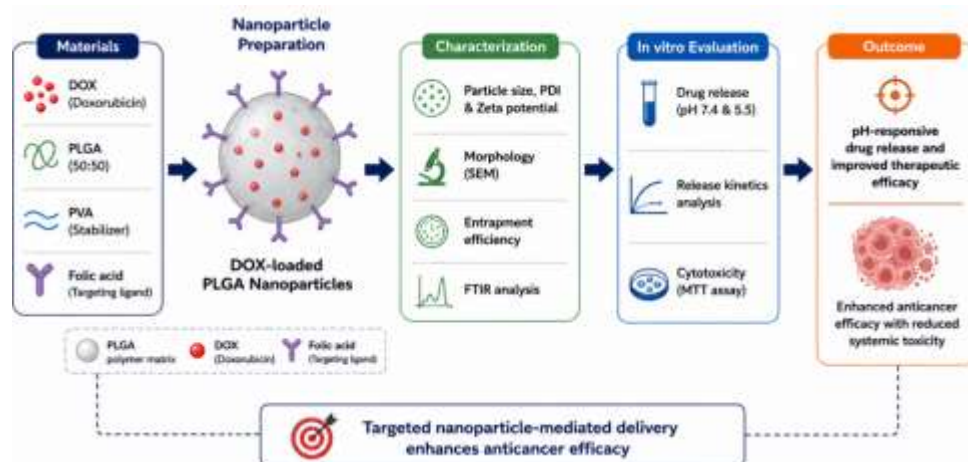 Materials
DOX
(Doxorubicin)
PLGA
(50:50)
PVA
(Stabilizer)
Folic acid
(Targeting ligand)
Nanoparticle
Preparation
DOX-loaded
PLGA Nanoparticles
Characterization
Particle size, PDI
& Zeta potential
Morphology
(SEM)
Entrapment
efficiency
FTIR analysis
In vitro Evaluation
Drug release
(pH 7.4 & 5.5)
Release kinetics
analysis
Cytotoxicity
(MTT assay)
Outcome
pH-responsive
drug release and
improved therapeutic
efficacy
Enhanced anticancer
efficacy with reduced
systemic toxicity
PLGA
polymer matrix
DOX
(Doxorubicin)
Folic acid
(Targeting ligand)
Targeted nanoparticle-mediated delivery
enhances anticancer efficacy